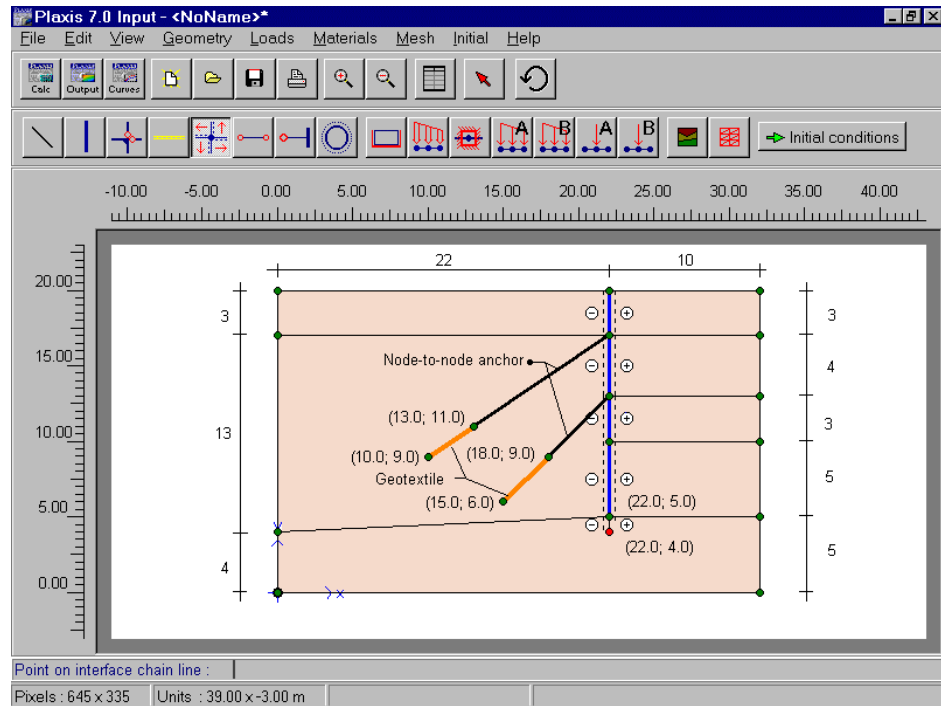 Plaxis 7.0 Input - <NoName>*
File Edit View Geometry Loads Materials Mesh Initial Help
Calc Output Curves
A B A B Initial conditions
-10.00 -5.00 0.00 5.00 10.00 15.00 20.00 25.00 30.00 35.00 40.00
22 10
20.00
3 3
15.00
Node-to-node anchor 4
(13.0; 11.0)
10.00 13 3
(10.0; 9.0) (18.0; 9.0)
Geotextile 5
(15.0; 6.0) (22.0; 5.0)
5.00
(22.0; 4.0) 5
4
0.00
x
Point on interface chain line :
Pixels : 645 x 335 Units : 39.00 x -3.00 m